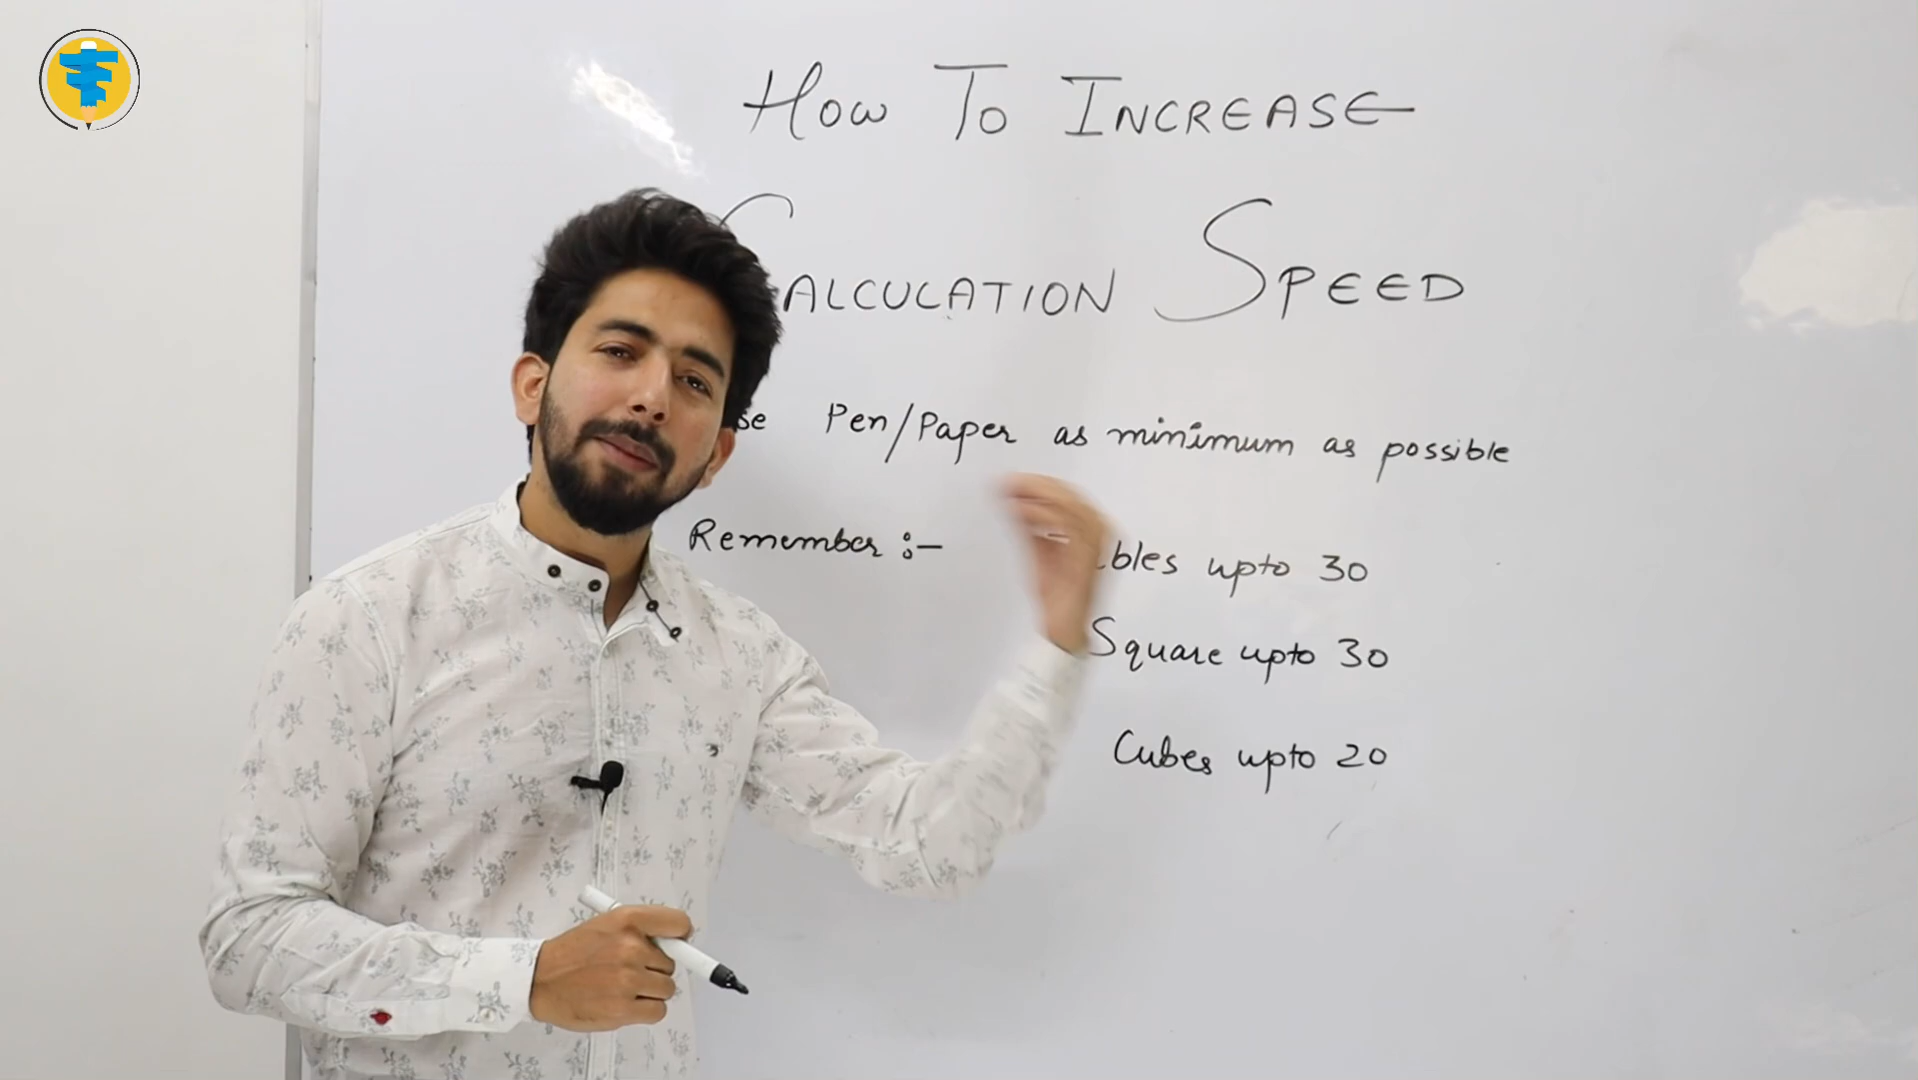 How To INCREASE
CALCULATION SPEED
se Pen/Paper as minimum as possible
Remember :- bles upto 30
Square upto 30
Cubes upto 20